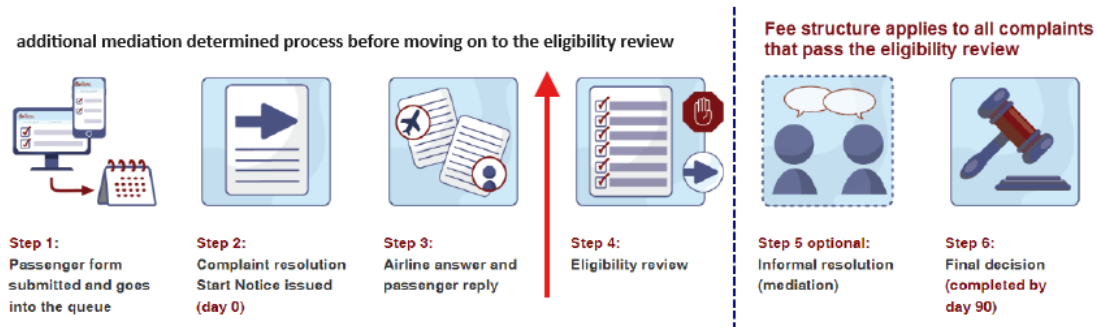 additional mediation determined process before moving on to the eligibility review
Fee structure applies to all complaints
that pass the eligibility review
Step 1:
Passenger form
submitted and goes
into the queue
Step 2:
Complaint resolution
Start Notice issued
(day 0)
Step 3:
Airline answer and
passenger reply
Step 4:
Eligibility review
Step 5 optional:
Informal resolution
(mediation)
Step 6:
Final decision
(completed by
day 90)